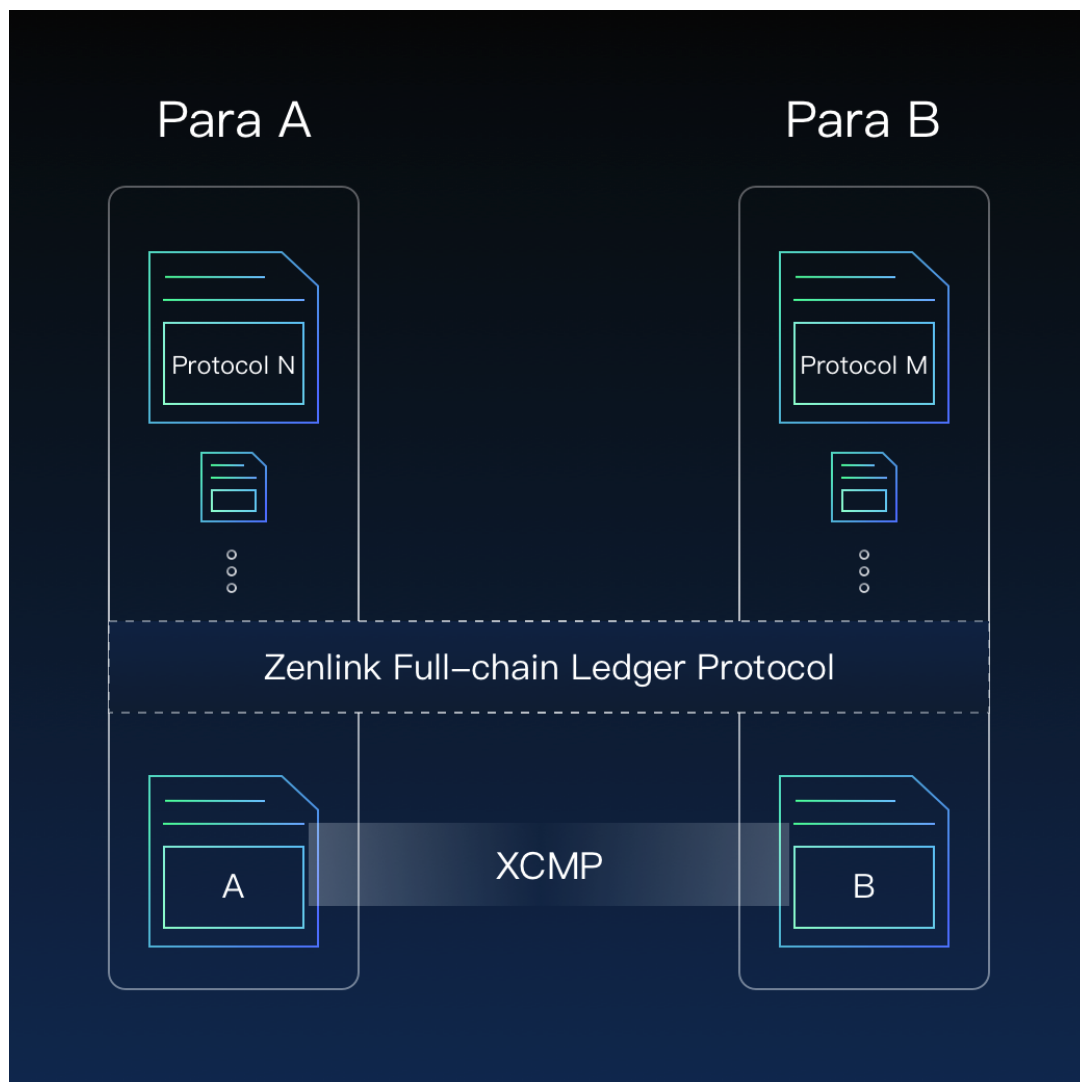 Para A
Para B
Protocol N
Protocol M
Zenlink Full-chain Ledger Protocol
A
XCMP
B